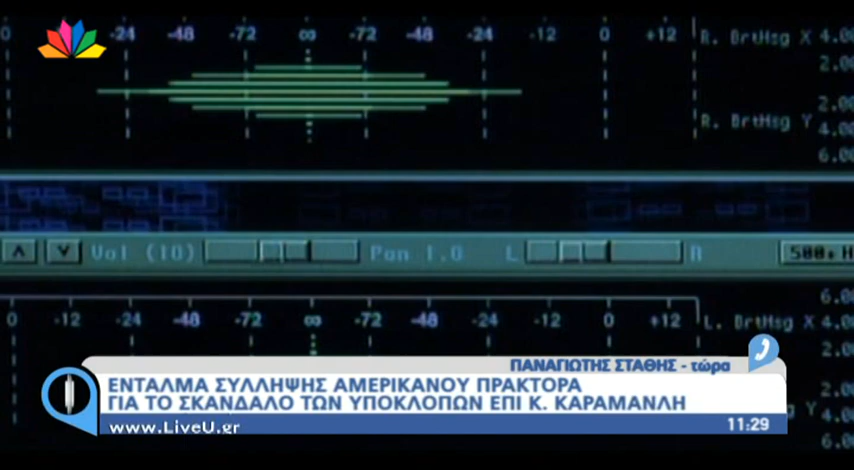 -24 -48 -72 ∞ -72 -48 -24 -12 0 +12 R. BrtHsg X 4.00
2.00
2.00
R. BrtHsg Y 4.00
6.00
Vol (10) Pan 1.0 L R 500. H
6.00
0 -12 -24 -48 -72 ∞ -72 -48 -24 -12 0 +12 L. BrtHsg X 4.00
2.00
ΠΑΝΑΓΙΩΤΗΣ ΣΤΑΘΗΣ - τώρα
ΕΝΤΑΛΜΑ ΣΥΛΛΗΨΗΣ ΑΜΕΡΙΚΑΝΟΥ ΠΡΑΚΤΟΡΑ
ΓΙΑ ΤΟ ΣΚΑΝΔΑΛΟ ΤΩΝ ΥΠΟΚΛΟΠΩΝ ΕΠΙ Κ. ΚΑΡΑΜΑΝΛΗ
www.LiveU.gr 11:29